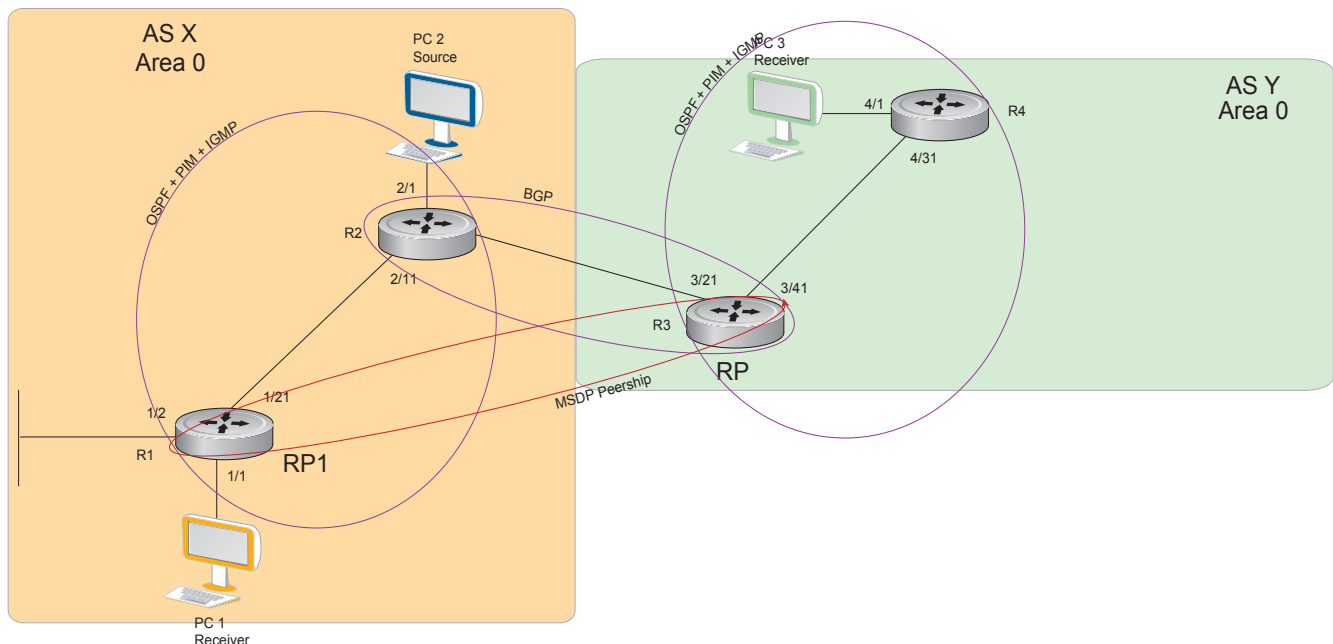 AS X
Area 0
PC 2
Source
PC 3
Receiver
OSPF + PIM + IGMP
AS Y
Area 0
4/1
R4
4/31
OSPF + PIM + IGMP
2/1
BGP
R2
2/11
3/21
3/41
R3
RP
MSDP Peership
1/2
1/21
R1
RP1
1/1
PC 1
Receiver